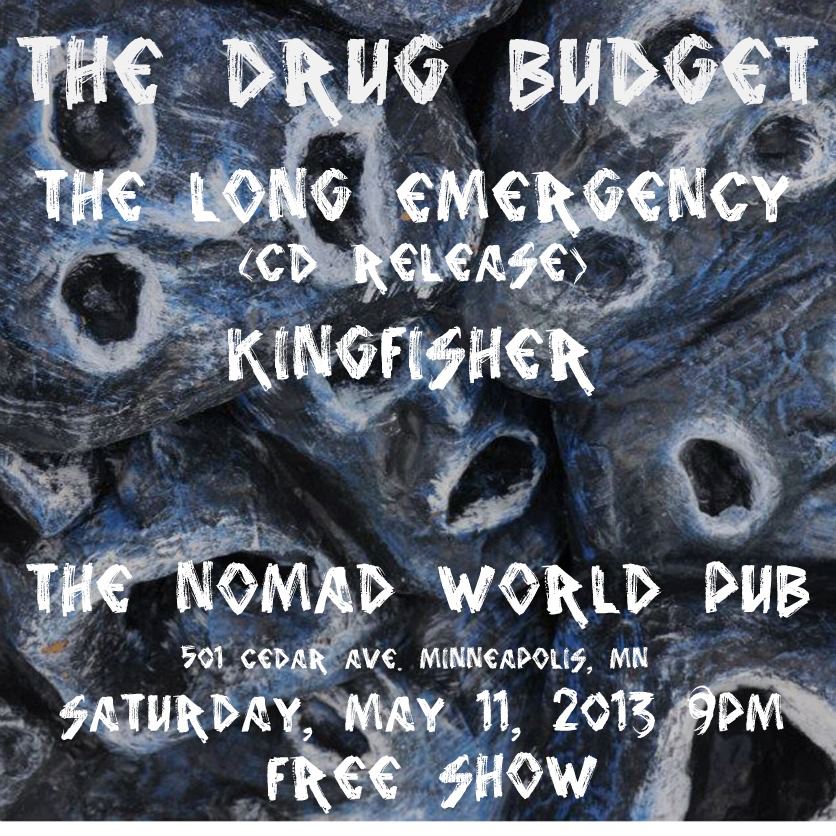 THE DRUG BUDGET
THE LONG EMERGENCY
(CD RELEASE)
KINGFISHER
THE NOMAD WORLD PUB
501 CEDAR AVE. MINNEAPOLIS, MN
SATURDAY, MAY 11, 2013 9PM
FREE SHOW